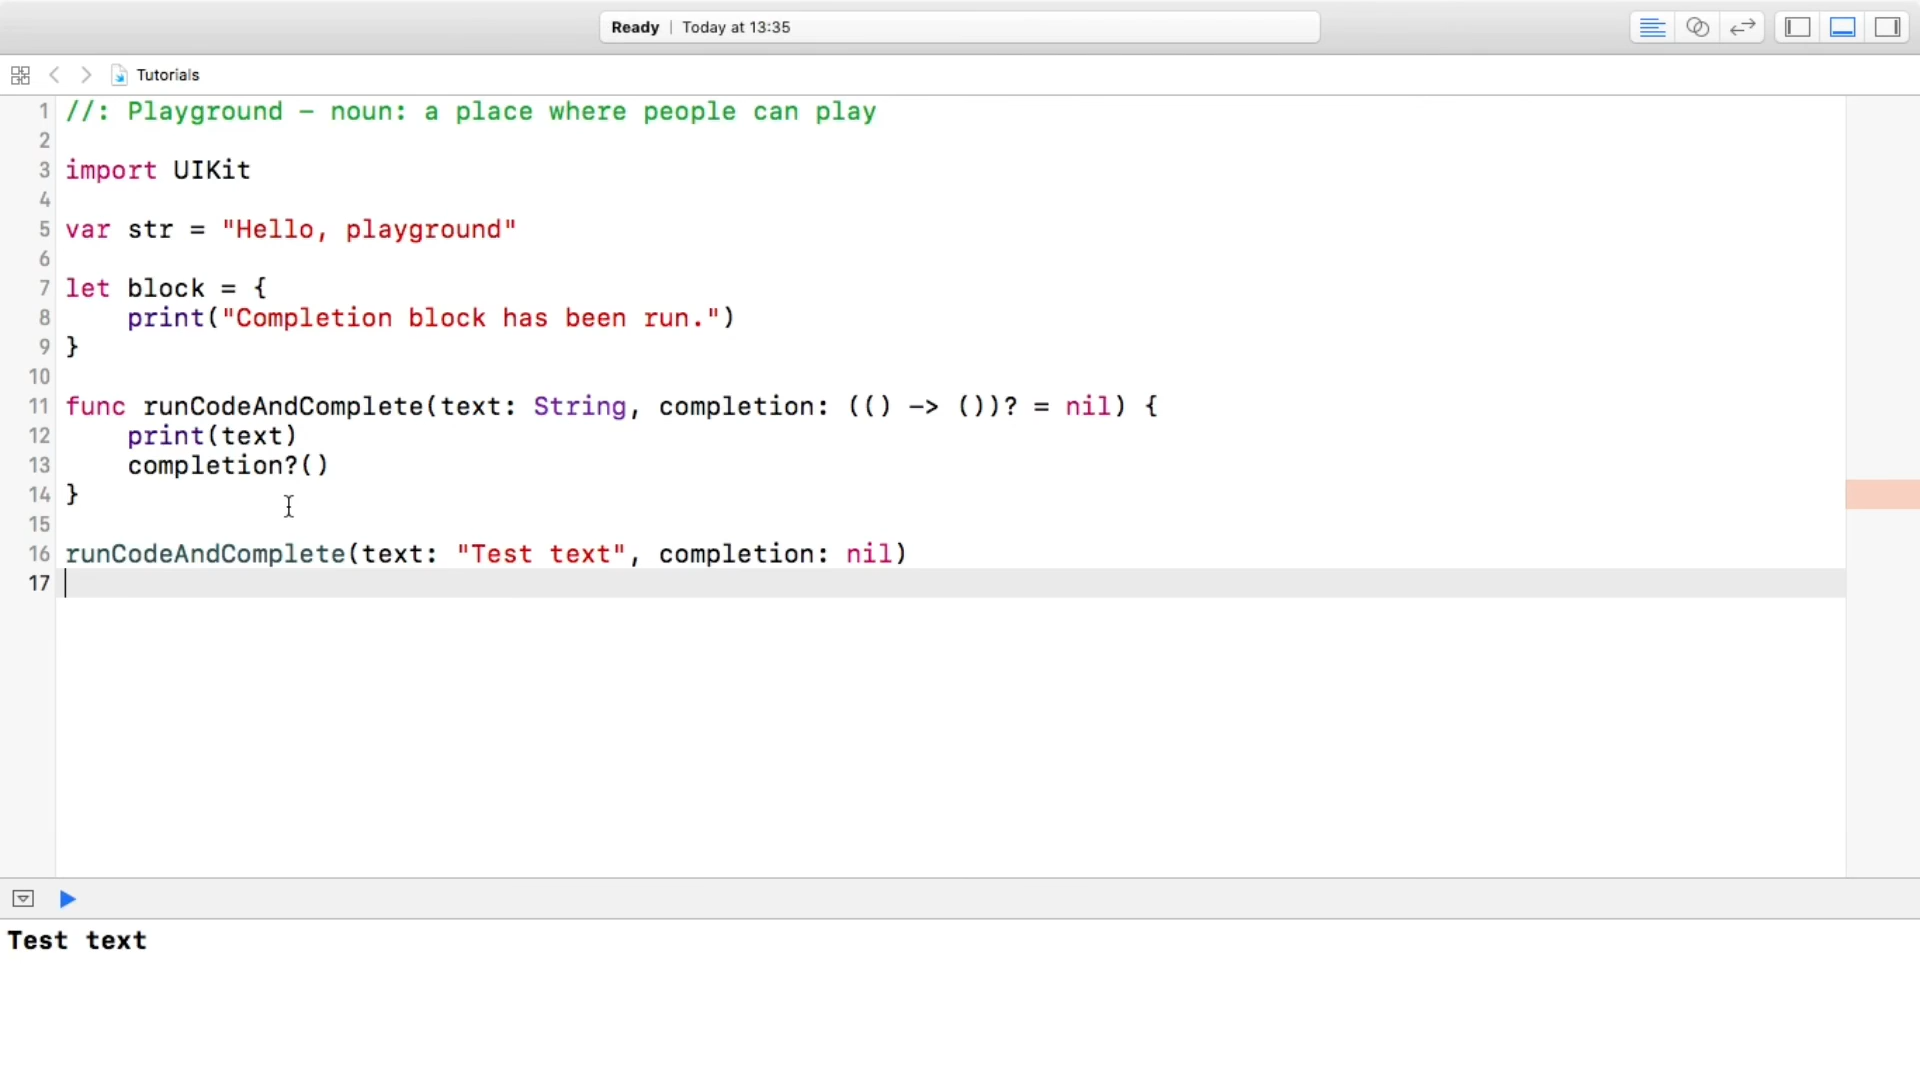 Ready | Today at 13:35
Tutorials
1 //: Playground – noun: a place where people can play
2
3 import UIKit
4
5 var str = "Hello, playground"
6
7 let block = {
8     print("Completion block has been run.")
9 }
10
11 func runCodeAndComplete(text: String, completion: (() -> ())? = nil) {
12     print(text)
13     completion?()
14 }
15
16 runCodeAndComplete(text: "Test text", completion: nil)
17
Test text